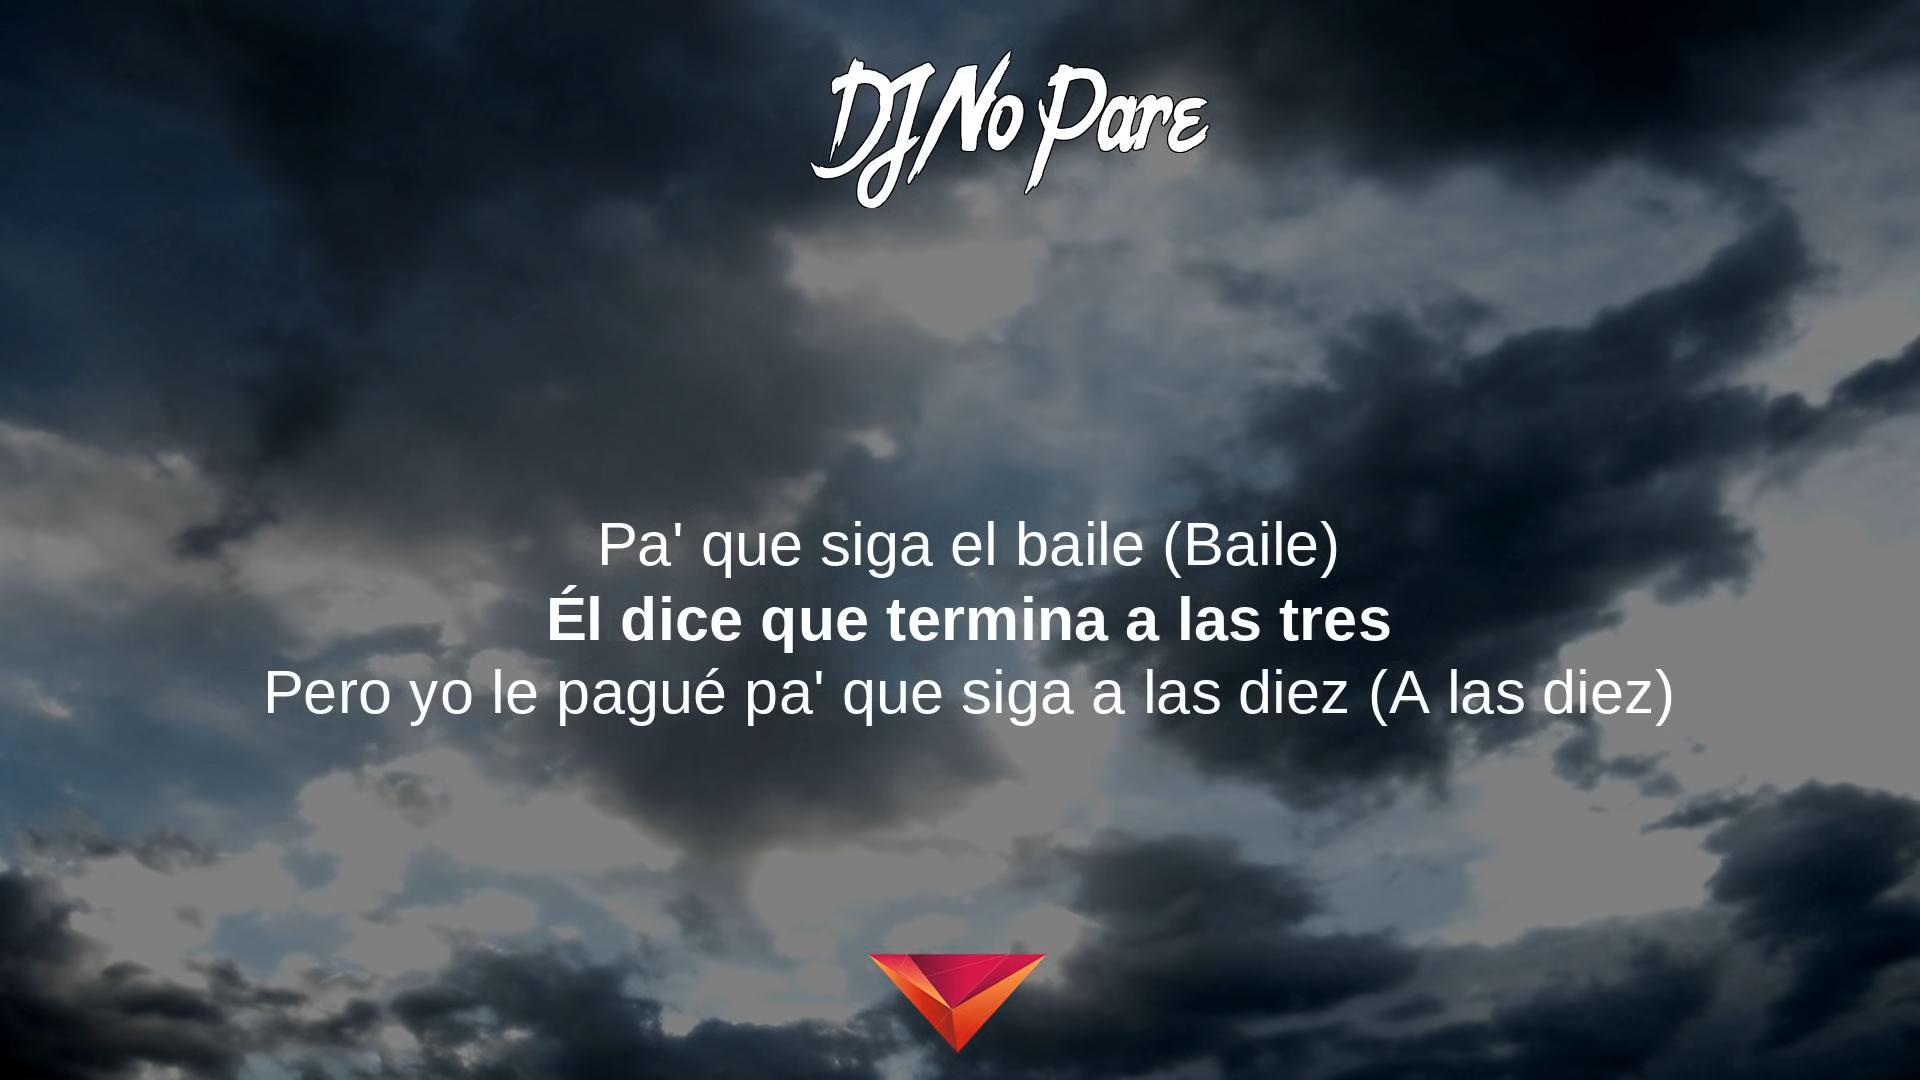 DJ No Pare
Pa' que siga el baile (Baile)
Él dice que termina a las tres
Pero yo le pagué pa' que siga a las diez (A las diez)